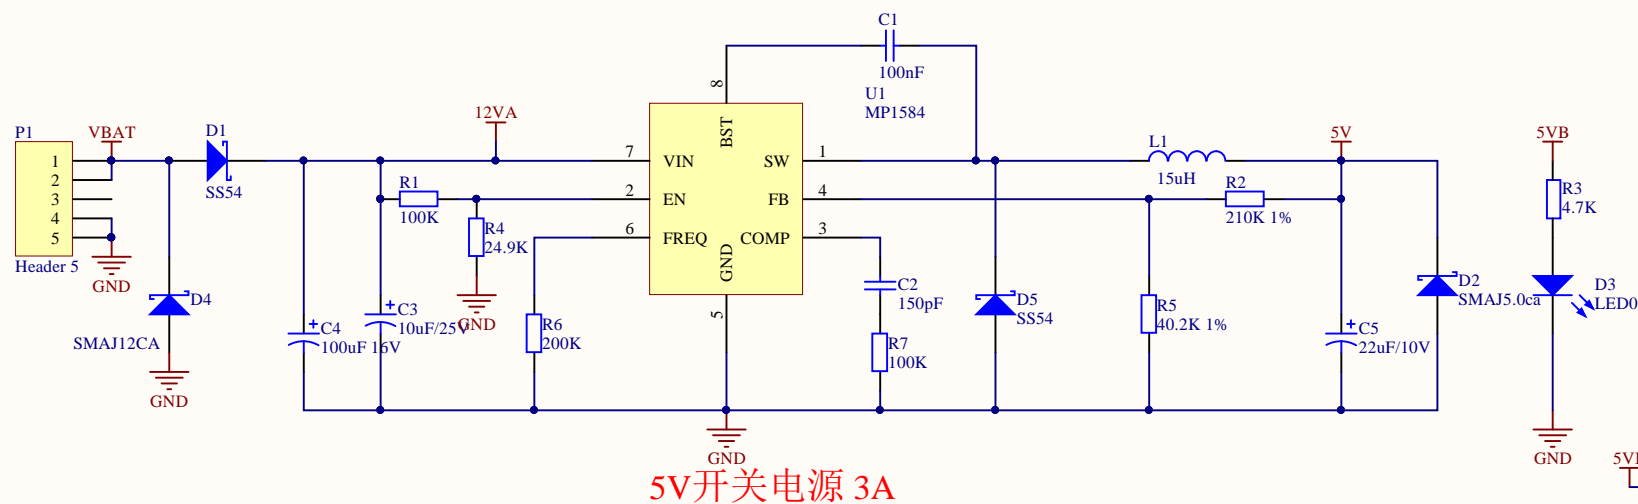 P1
1
2
3
4
5
Header 5
VBAT
GND
D1
SS54
D4
SMAJ12CA
GND
C4
100uF 16V
C3
10uF/25V
R1
100K
R4
24.9K
GND
12VA
R6
200K
7
2
6
VIN
EN
FREQ
8
BST
GND
5
SW
FB
COMP
1
4
3
GND
C1
100nF
U1
MP1584
C2
150pF
R7
100K
D5
SS54
L1
15uH
R2
210K 1%
R5
40.2K 1%
5V
C5
22uF/10V
D2
SMAJ5.0ca
5VB
R3
4.7K
D3
LED0
GND
5V开关电源 3A